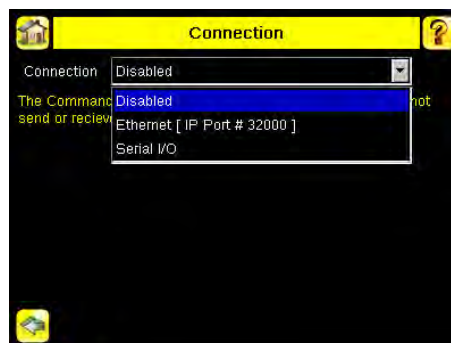 Connection
Connection Disabled
The Command Disabled not
send or reciev Ethernet [ IP Port # 32000 ]
Serial I/O